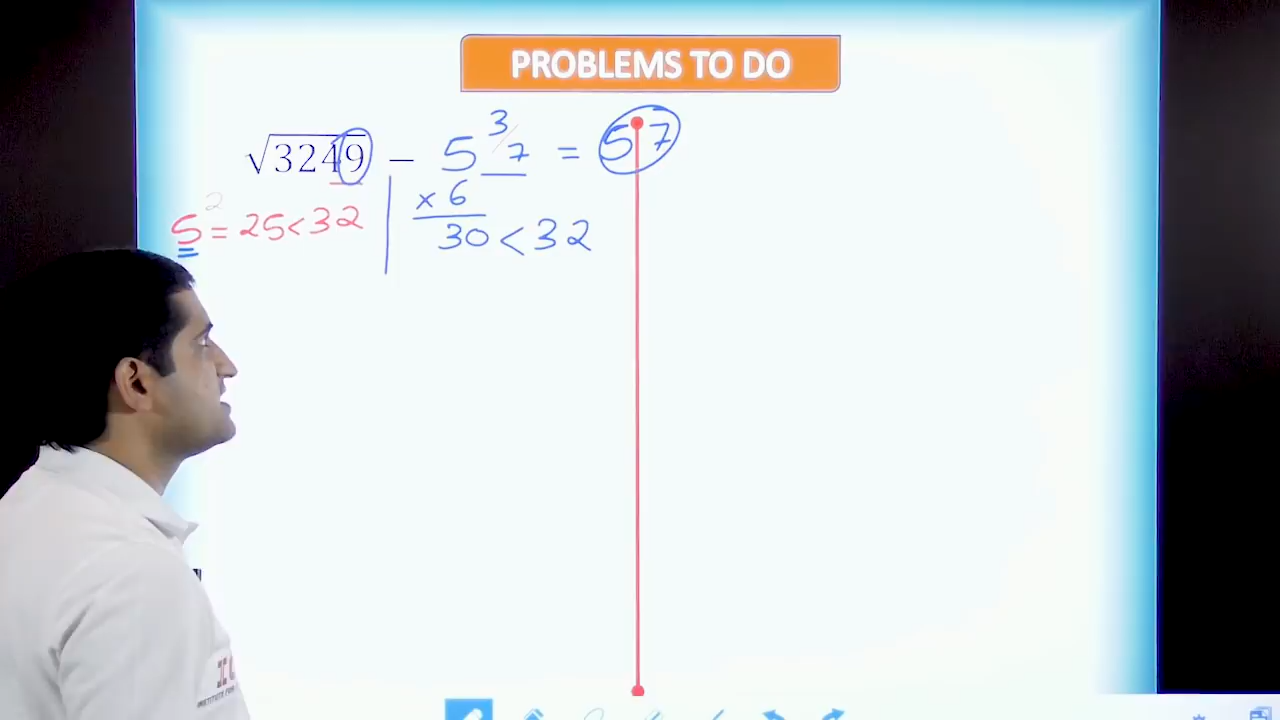 PROBLEMS TO DO
√3249 – 5 3/7 = 57
5² = 25 < 32
× 6
30 < 32